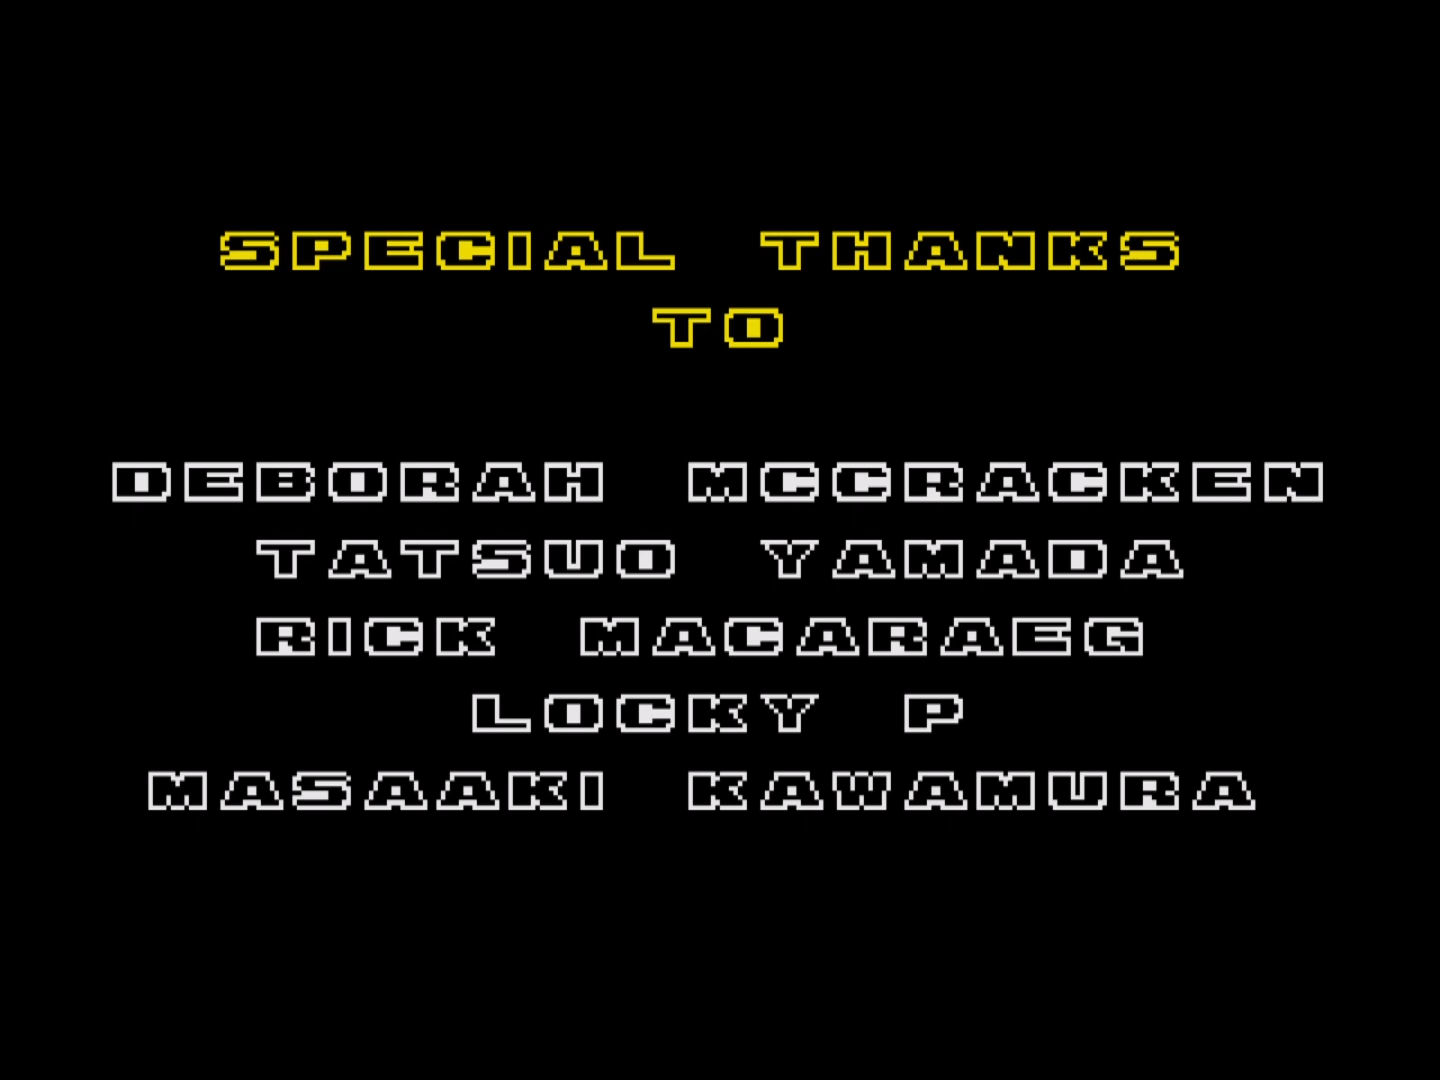 SPECIAL THANKS
TO
DEBORAH MCCRACKEN
TATSUO YAMADA
RICK MACARAEG
LOCKY P
MASAAKI KAWAMURA